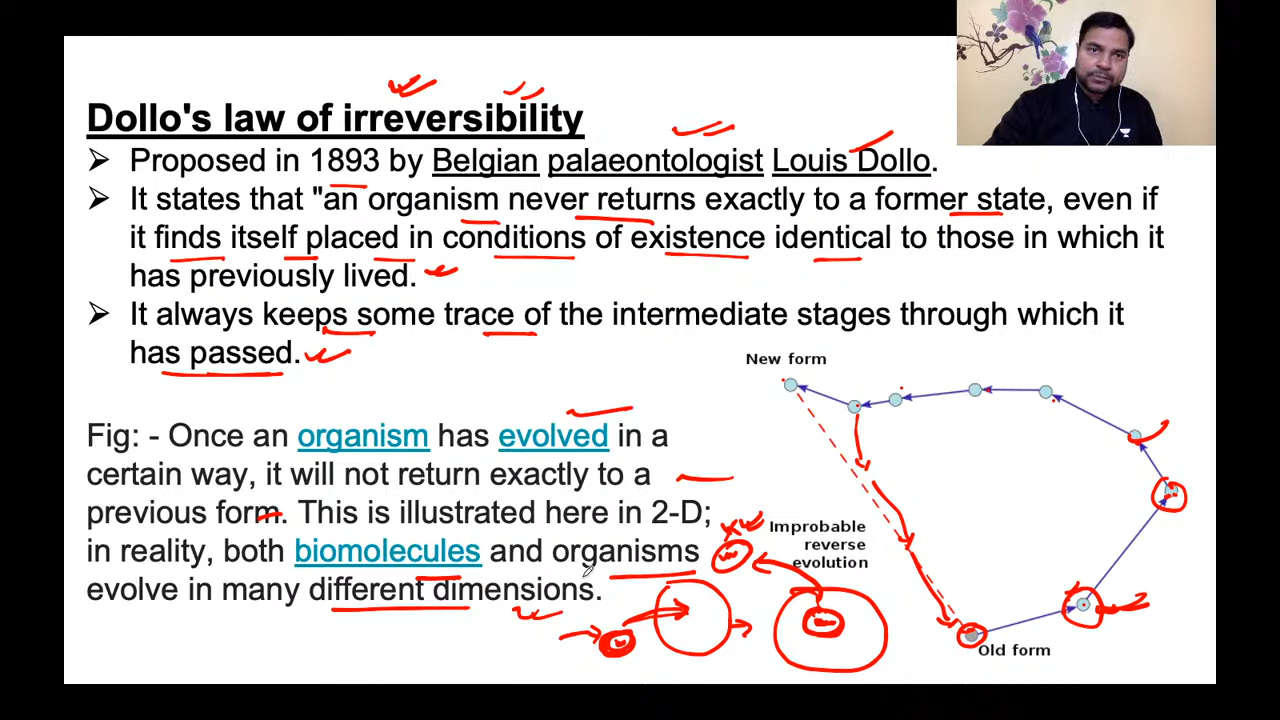 Dollo's law of irreversibility
➢ Proposed in 1893 by Belgian palaeontologist Louis Dollo.
➢ It states that "an organism never returns exactly to a former state, even if
it finds itself placed in conditions of existence identical to those in which it
has previously lived.
➢ It always keeps some trace of the intermediate stages through which it
has passed.
Fig: - Once an organism has evolved in a
certain way, it will not return exactly to a
previous form. This is illustrated here in 2-D;
in reality, both biomolecules and organisms
evolve in many different dimensions.
New form
Improbable
reverse
evolution
Old form